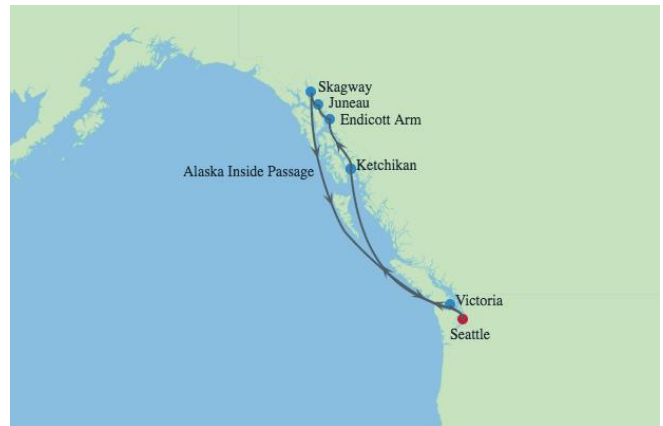 Skagway
Juneau
Endicott Arm
Ketchikan
Alaska Inside Passage
Victoria
Seattle